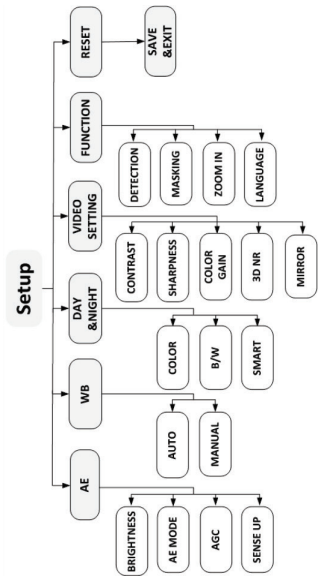 Setup
AE
WB
DAY
&NIGHT
VIDEO
SETTING
FUNCTION
RESET
BRIGHTNESS
AE MODE
AGC
SENSE UP
AUTO
MANUAL
COLOR
B/W
SMART
CONTRAST
SHARPNESS
COLOR
GAIN
3D NR
MIRROR
DETECTION
MASKING
ZOOM IN
LANGUAGE
SAVE
&EXIT